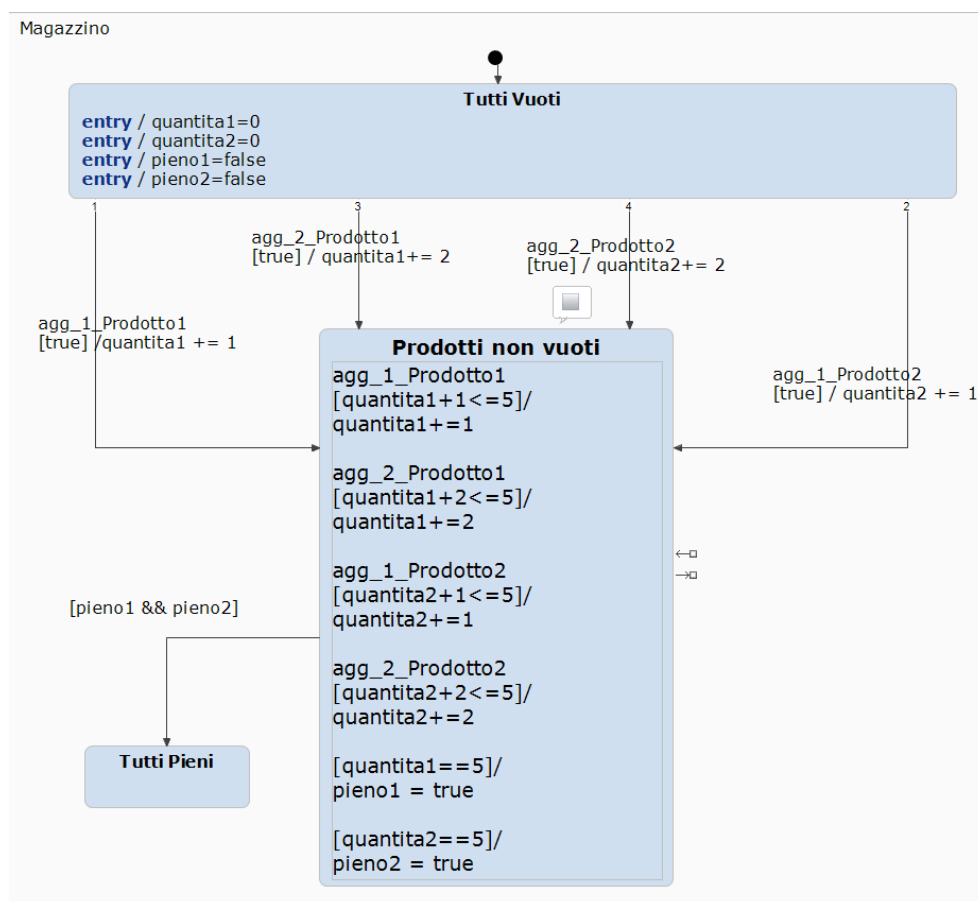 Magazzino
Tutti Vuoti
entry / quantita1=0
entry / quantita2=0
entry / pieno1=false
entry / pieno2=false
1
3
4
2
agg_2_Prodotto1
[true] / quantita1+= 2
agg_2_Prodotto2
[true] / quantita2+= 2
agg_1_Prodotto1
[true] /quantita1 += 1
agg_1_Prodotto2
[true] / quantita2 += 1
Prodotti non vuoti
agg_1_Prodotto1
[quantita1+1<=5]/
quantita1+=1
agg_2_Prodotto1
[quantita1+2<=5]/
quantita1+=2
agg_1_Prodotto2
[quantita2+1<=5]/
quantita2+=1
agg_2_Prodotto2
[quantita2+2<=5]/
quantita2+=2
[quantita1==5]/
pieno1 = true
[quantita2==5]/
pieno2 = true
[pieno1 && pieno2]
Tutti Pieni